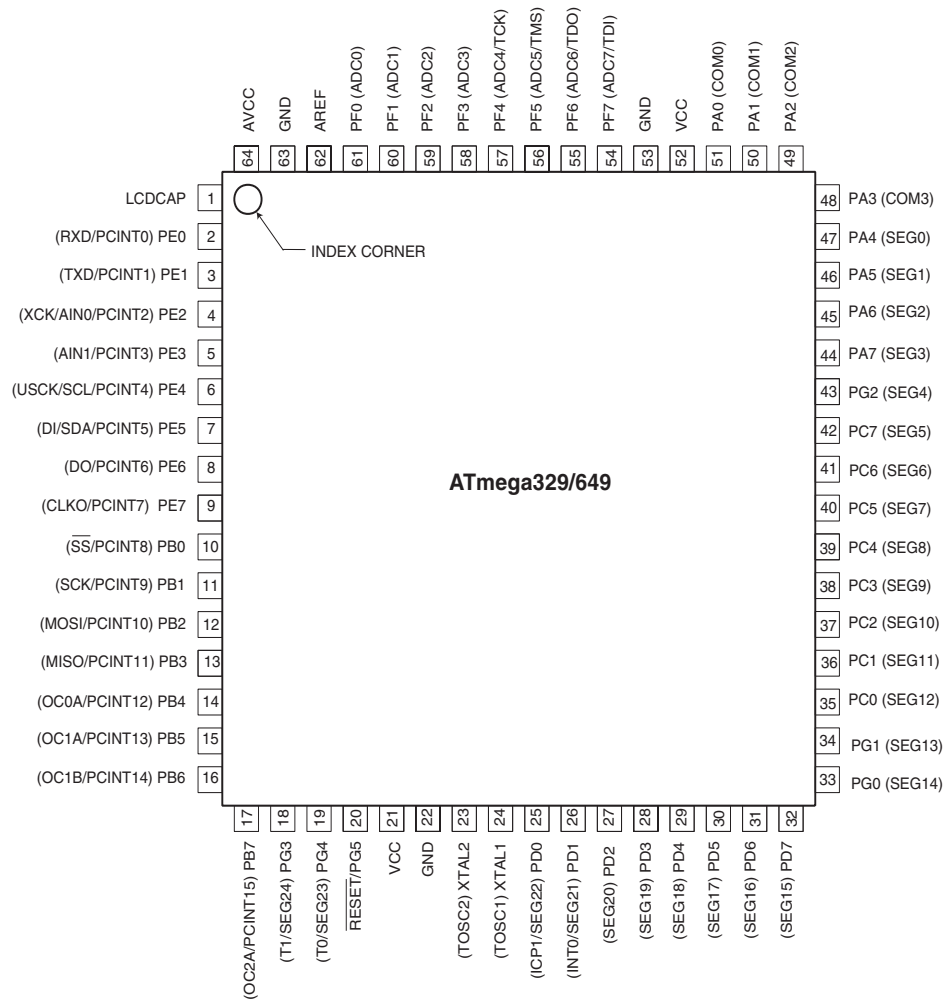 AVCC
GND
AREF
PF0 (ADC0)
PF1 (ADC1)
PF2 (ADC2)
PF3 (ADC3)
PF4 (ADC4/TCK)
PF5 (ADC5/TMS)
PF6 (ADC6/TDO)
PF7 (ADC7/TDI)
GND
VCC
PA0 (COM0)
PA1 (COM1)
PA2 (COM2)
64
63
62
61
60
59
58
57
56
55
54
53
52
51
50
49
LCDCAP 1
(RXD/PCINT0) PE0 2
(TXD/PCINT1) PE1 3
(XCK/AIN0/PCINT2) PE2 4
(AIN1/PCINT3) PE3 5
(USCK/SCL/PCINT4) PE4 6
(DI/SDA/PCINT5) PE5 7
(DO/PCINT6) PE6 8
(CLKO/PCINT7) PE7 9
(SS/PCINT8) PB0 10
(SCK/PCINT9) PB1 11
(MOSI/PCINT10) PB2 12
(MISO/PCINT11) PB3 13
(OC0A/PCINT12) PB4 14
(OC1A/PCINT13) PB5 15
(OC1B/PCINT14) PB6 16
INDEX CORNER
ATmega329/649
48 PA3 (COM3)
47 PA4 (SEG0)
46 PA5 (SEG1)
45 PA6 (SEG2)
44 PA7 (SEG3)
43 PG2 (SEG4)
42 PC7 (SEG5)
41 PC6 (SEG6)
40 PC5 (SEG7)
39 PC4 (SEG8)
38 PC3 (SEG9)
37 PC2 (SEG10)
36 PC1 (SEG11)
35 PC0 (SEG12)
34 PG1 (SEG13)
33 PG0 (SEG14)
17
18
19
20
21
22
23
24
25
26
27
28
29
30
31
32
(OC2A/PCINT15) PB7
(T1/SEG24) PG3
(T0/SEG23) PG4
RESET/PG5
VCC
GND
(TOSC2) XTAL2
(TOSC1) XTAL1
(ICP1/SEG22) PD0
(INT0/SEG21) PD1
(SEG20) PD2
(SEG19) PD3
(SEG18) PD4
(SEG17) PD5
(SEG16) PD6
(SEG15) PD7